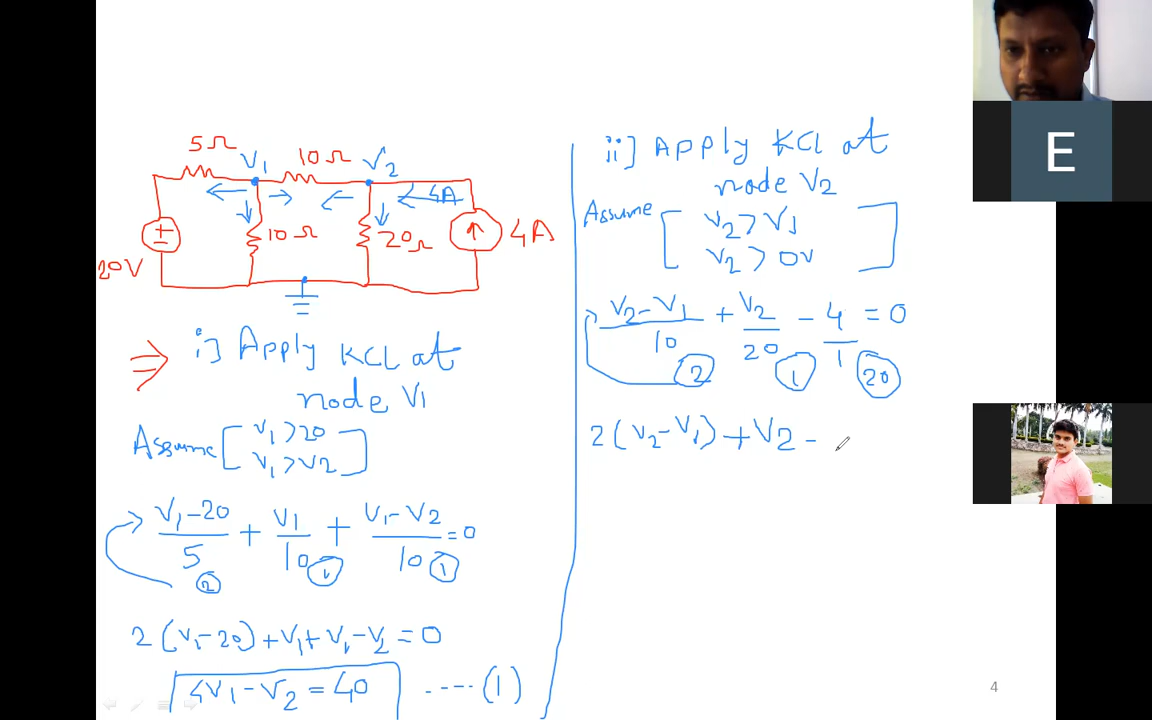 5Ω
V1
10Ω
V2
4A
20V
10Ω
20Ω
4A
i] Apply KCL at
node V1
Assume [ V1 > 20
V1 > V2 ]
V1-20/5 + V1/10 + V1-V2/10 = 0
2 1 1
2(V1-20) + V1 + V1 - V2 = 0
4V1 - V2 = 40 ----(1)
ii] Apply KCL at
node V2
Assume [ V2 > V1
V2 > 0V ]
V2-V1/10 + V2/20 - 4/1 = 0
2 1 20
2(V2-V1) + V2 -
E
4